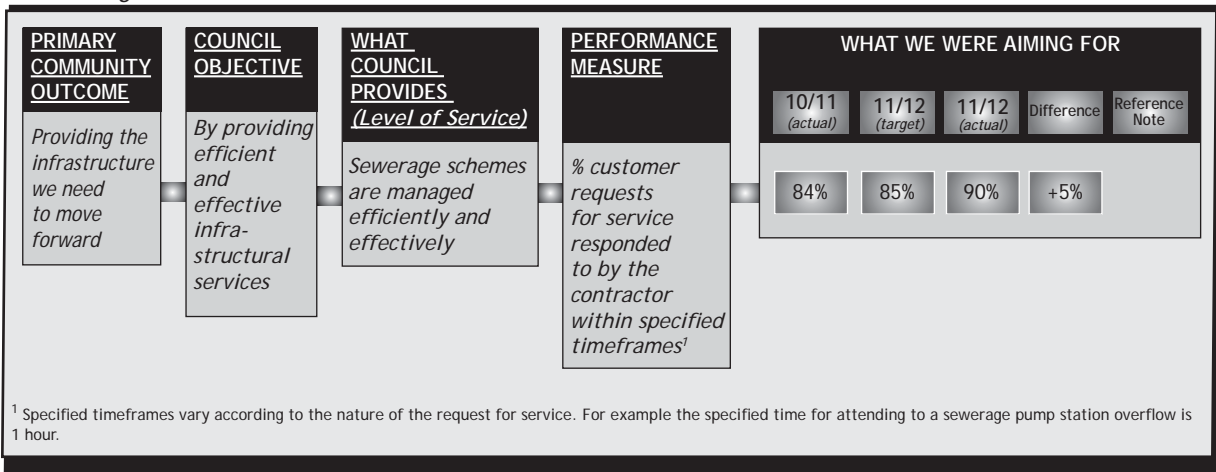 PRIMARY
COMMUNITY
OUTCOME
Providing the
infrastructure
we need
to move
forward
COUNCIL
OBJECTIVE
By providing
efficient
and
effective
infra-
structural
services
WHAT
COUNCIL
PROVIDES
(Level of Service)
Sewerage schemes
are managed
efficiently and
effectively
PERFORMANCE
MEASURE
% customer
requests
for service
responded
to by the
contractor
within specified
timeframes¹
WHAT WE WERE AIMING FOR
10/11
(actual)
11/12
(target)
11/12
(actual)
Difference
Reference
Note
84%
85%
90%
+5%
¹ Specified timeframes vary according to the nature of the request for service. For example the specified time for attending to a sewerage pump station overflow is
1 hour.